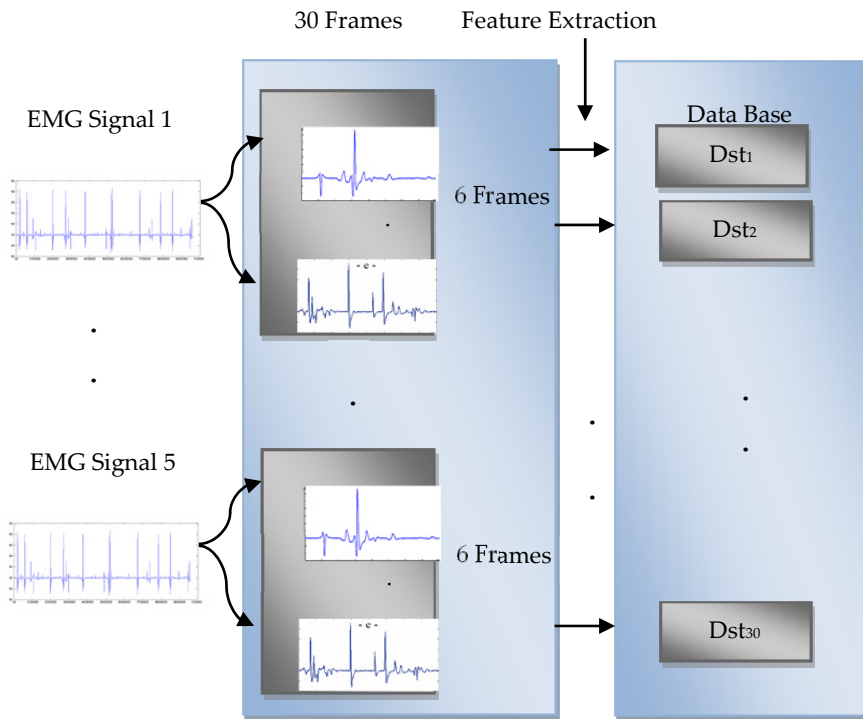 30 Frames
Feature Extraction
EMG Signal 1
Data Base
Dst1
6 Frames
Dst2
- e -
EMG Signal 5
6 Frames
Dst30
- e -